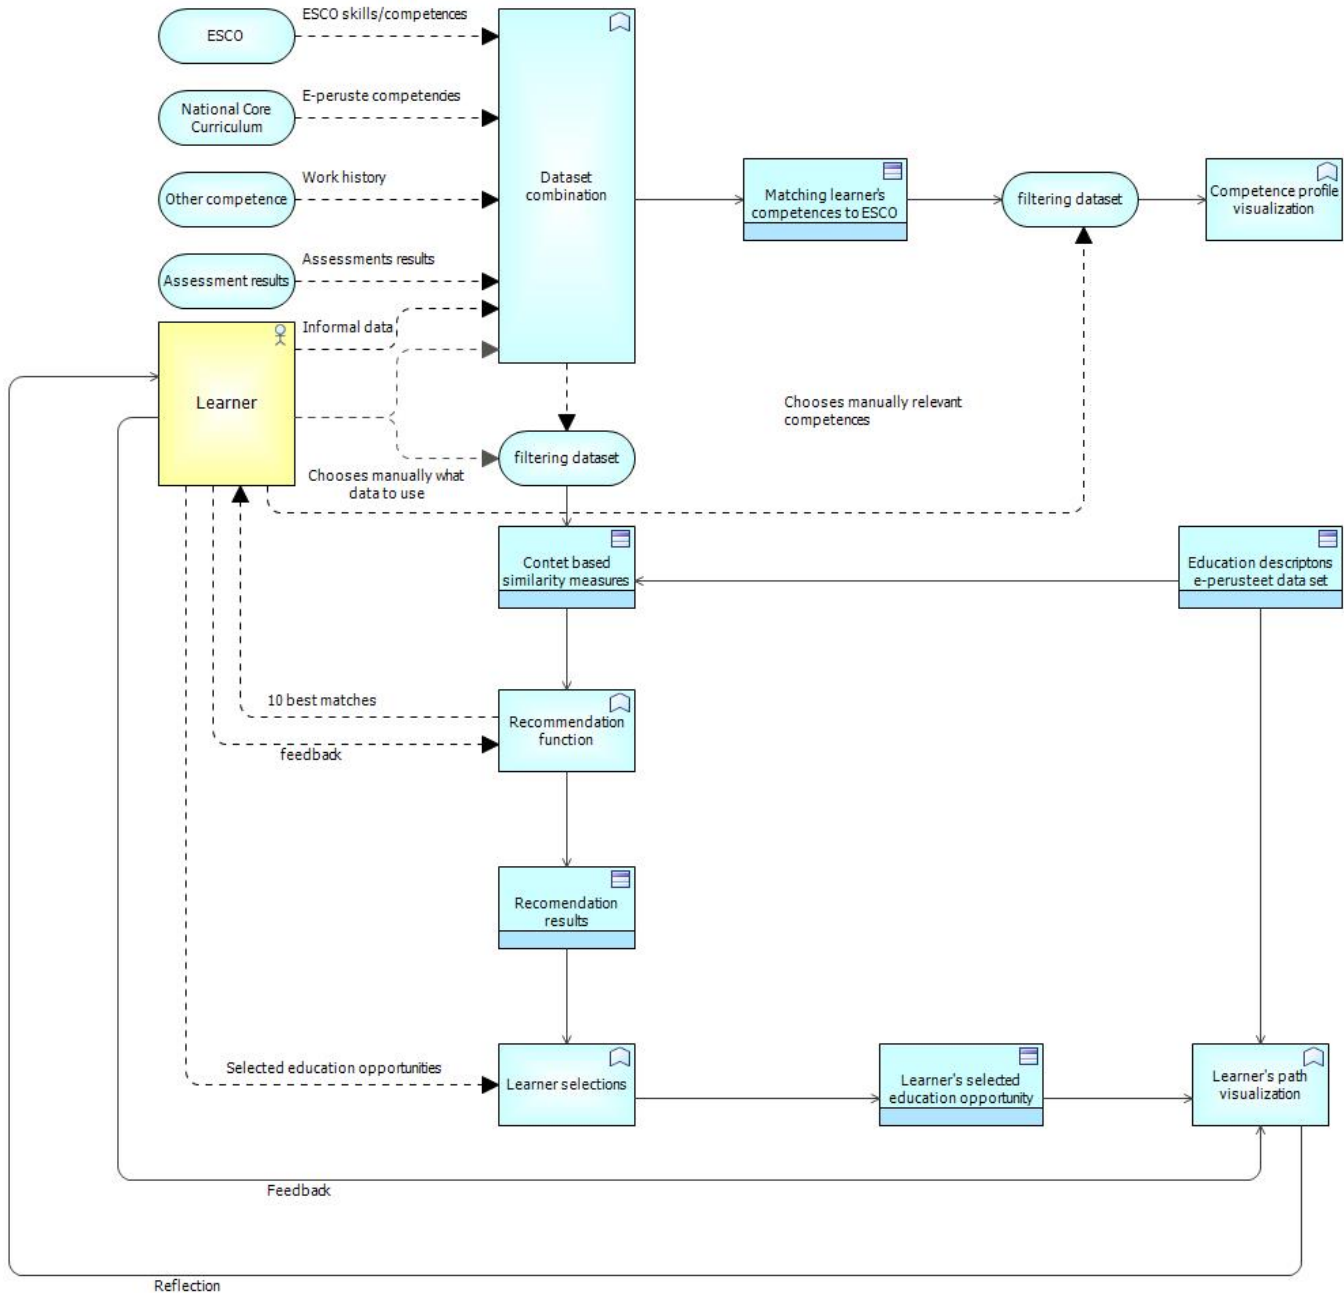 ESCO skills/competences
ESCO
E-peruste competencies
National Core
Curriculum
Work history
Other competence
Dataset
combination
Matching learner's
competences to ESCO
filtering dataset
Competence profile
visualization
Assessments results
Assessment results
Informal data
Learner
Chooses manually relevant
competences
filtering dataset
Chooses manually what
data to use
Contet based
similarity measures
Education descriptons
e-perusteet data set
10 best matches
Recommendation
function
feedback
Recomendation
results
Selected education opportunities
Learner selections
Learner's selected
education opportunity
Learner's path
visualization
Feedback
Reflection